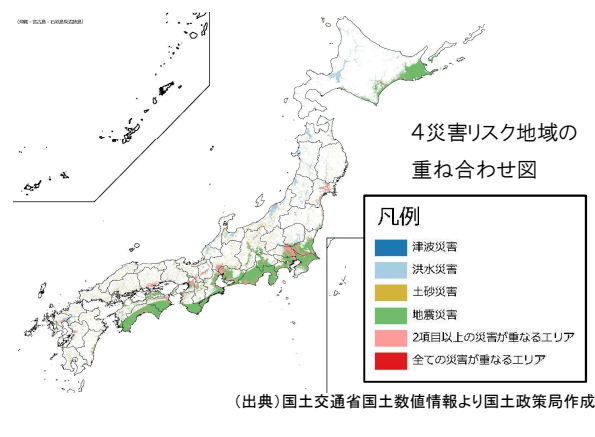 4災害リスク地域の
重ね合わせ図
凡例
津波災害
洪水災害
土砂災害
地震災害
2項目以上の災害が重なるエリア
全ての災害が重なるエリア
(出典)国土交通省国土数値情報より国土政策局作成